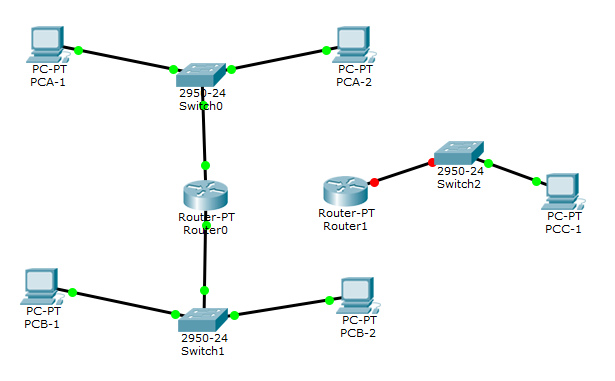 PC-PT
PCA-1
2950-24
Switch0
PC-PT
PCA-2
Router-PT
Router0
Router-PT
Router1
2950-24
Switch2
PC-PT
PCC-1
PC-PT
PCB-1
2950-24
Switch1
PC-PT
PCB-2